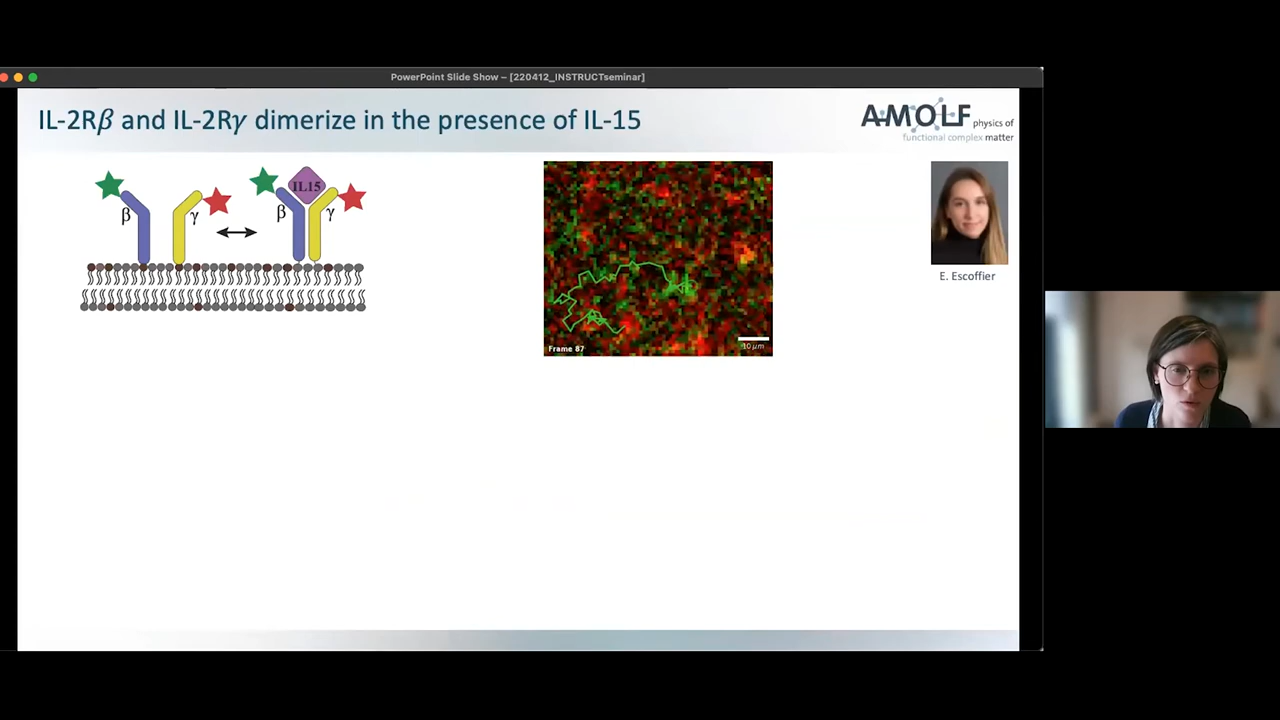 PowerPoint Slide Show – [220412_INSTRUCTseminar]
IL-2Rβ and IL-2Rγ dimerize in the presence of IL-15
AMOLF physics of
functional complex matter
IL15
β
γ
β
γ
E. Escoffier
Frame 87
10 μm